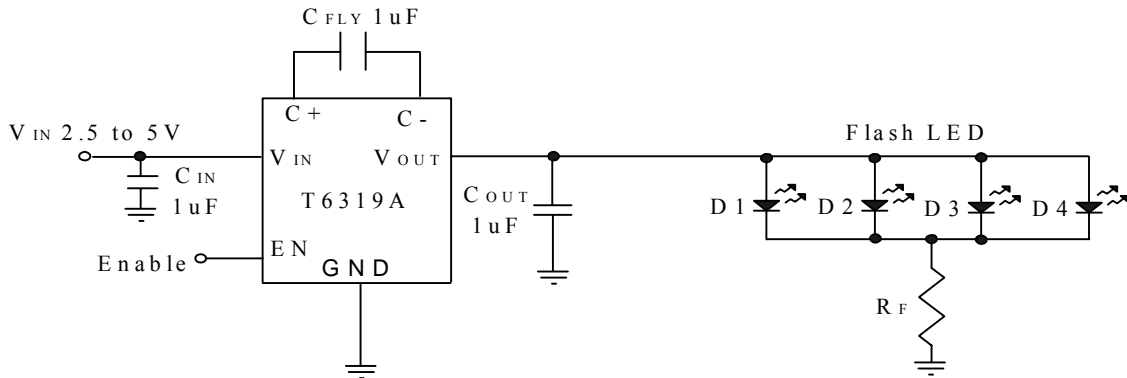 CFLY 1uF
C+
C-
VIN 2.5 to 5V
VIN
VOUT
Flash LED
CIN
1uF
T6319A
COUT
1uF
D1
D2
D3
D4
Enable
EN
GND
RF